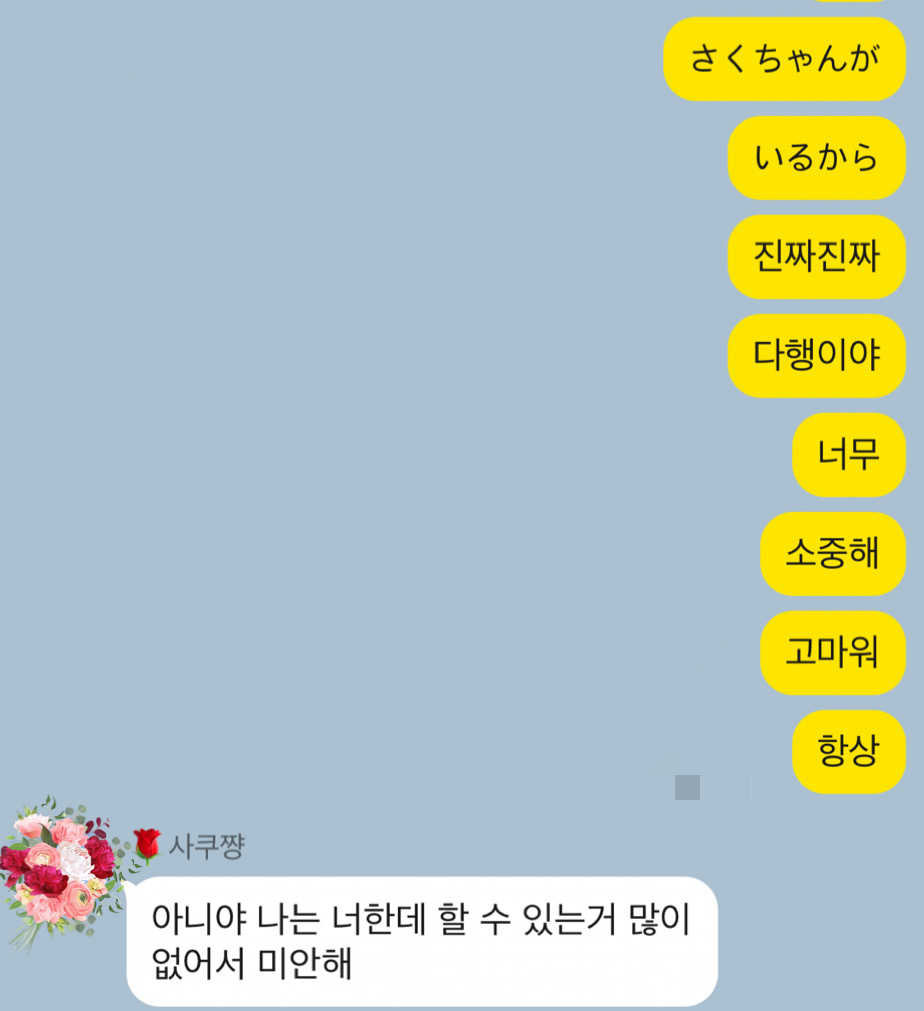 さくちゃんが
いるから
진짜진짜
다행이야
너무
소중해
고마워
항상
사쿠쨩
아니야 나는 너한데 할 수 있는거 많이
없어서 미안해